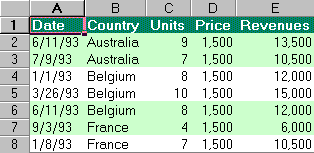 A B C D E
1 Date Country Units Price Revenues
2 6/11/93 Australia 9 1,500 13,500
3 7/9/93 Australia 7 1,500 10,500
4 1/1/93 Belgium 8 1,500 12,000
5 3/26/93 Belgium 10 1,500 15,000
6 6/11/93 Belgium 8 1,500 12,000
7 9/3/93 France 4 1,500 6,000
8 1/8/93 France 7 1,500 10,500